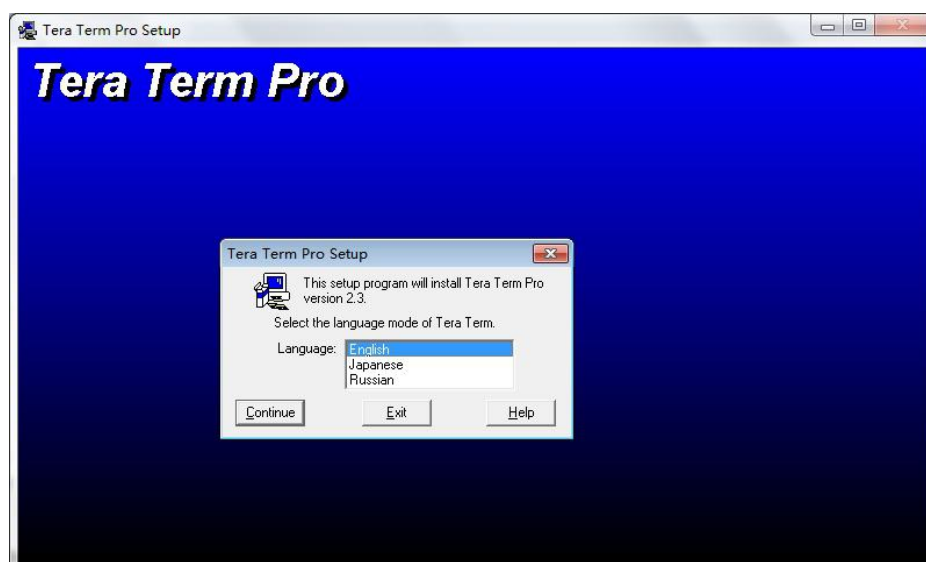 Tera Term Pro Setup
Tera Term Pro
Tera Term Pro Setup
This setup program will install Tera Term Pro
version 2.3.
Select the language mode of Tera Term.
Language:
English
Japanese
Russian
Continue
Exit
Help